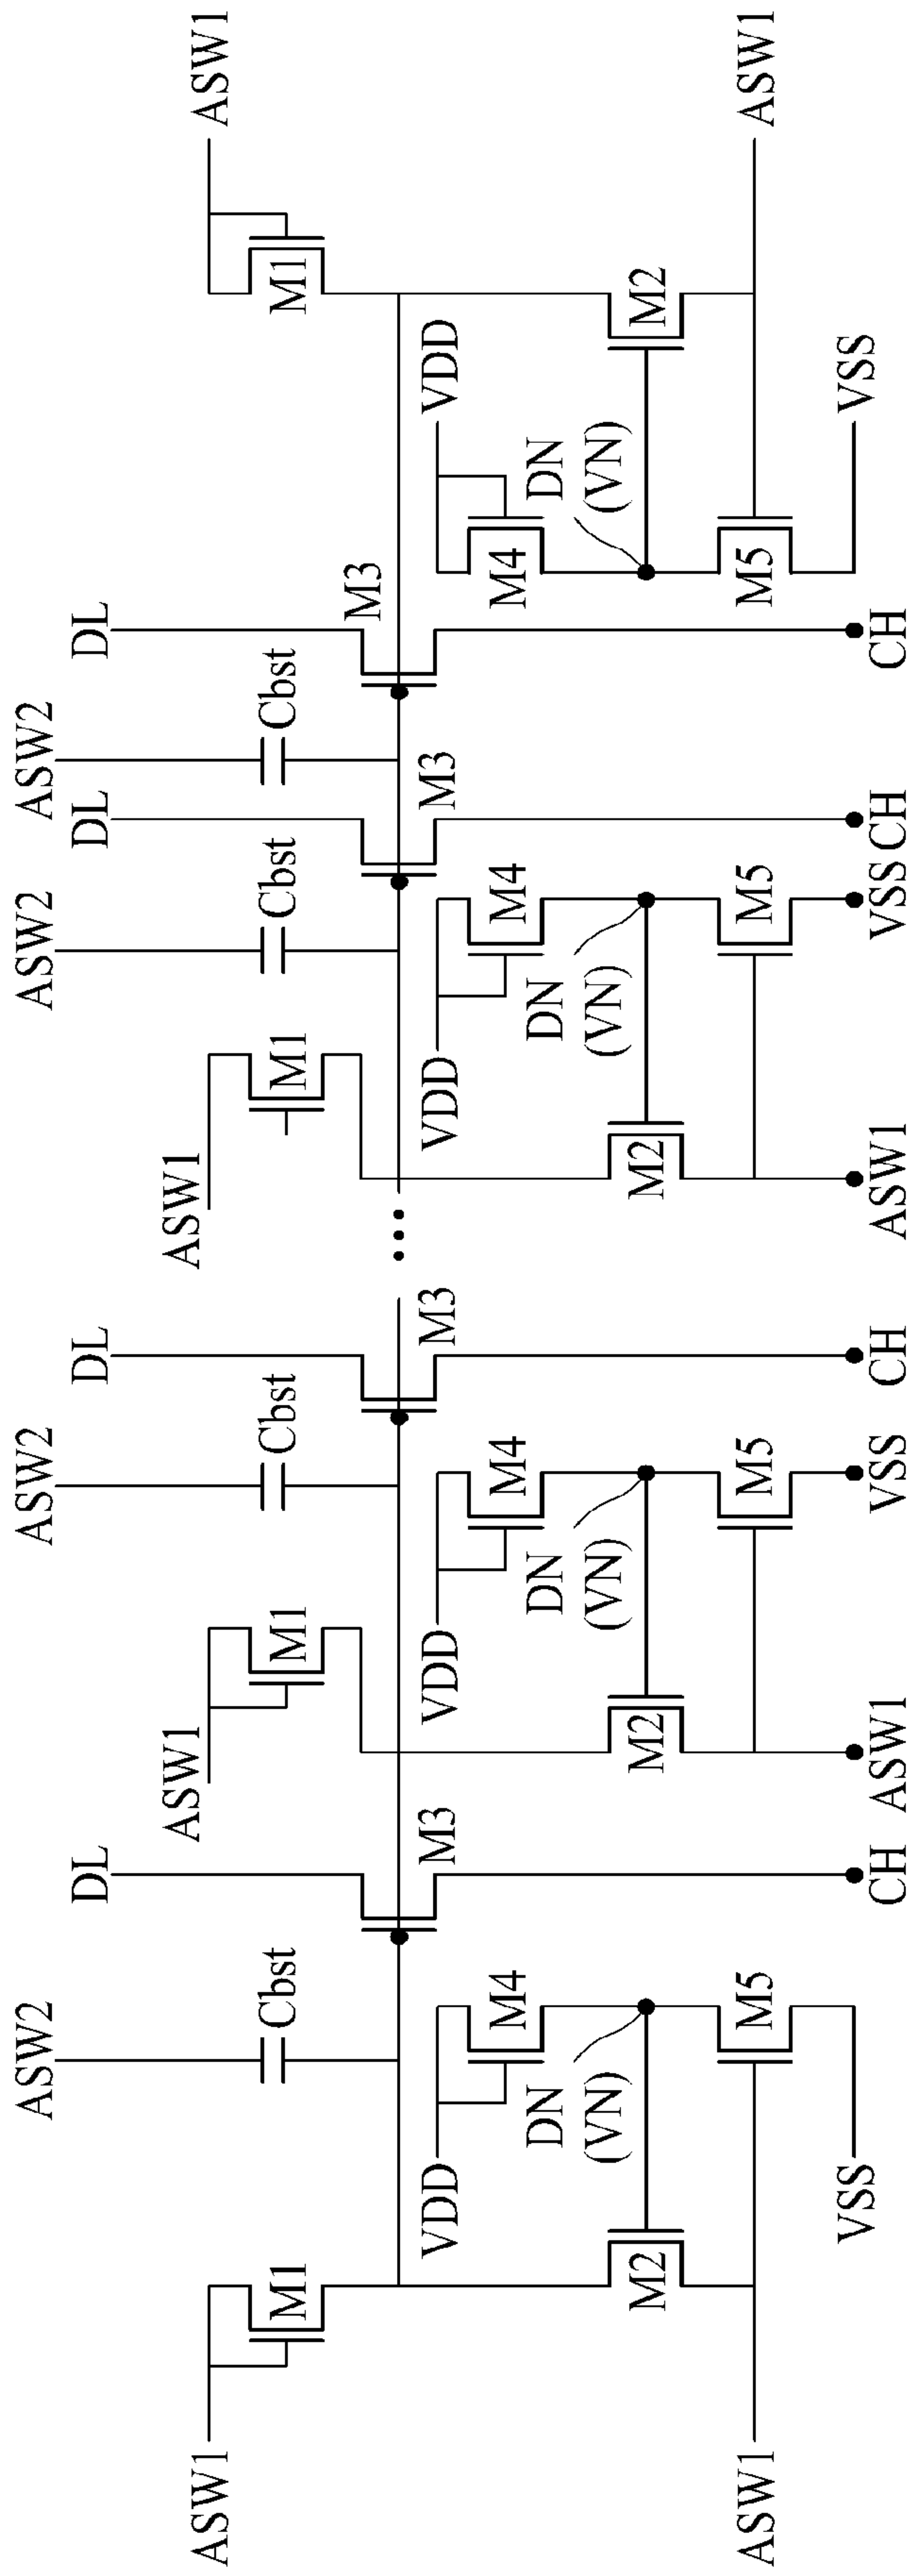 ASW2 ASW2 ASW2 ASW2
DL DL DL DL
ASW1 ASW1 ASW1 ASW1
M1 Cbst M1 Cbst M1 Cbst Cbst M1
M3
M3 M3 M3
...
VDD VDD VDD VDD
M4 M4 M4 M4
DN DN DN DN
(VN) (VN) (VN) (VN)
M2 M2 M2 M2
ASW1 M5 M5 M5 M5 ASW1
VSS VSS
CH ASW1 VSS CH ASW1 VSS CH CH